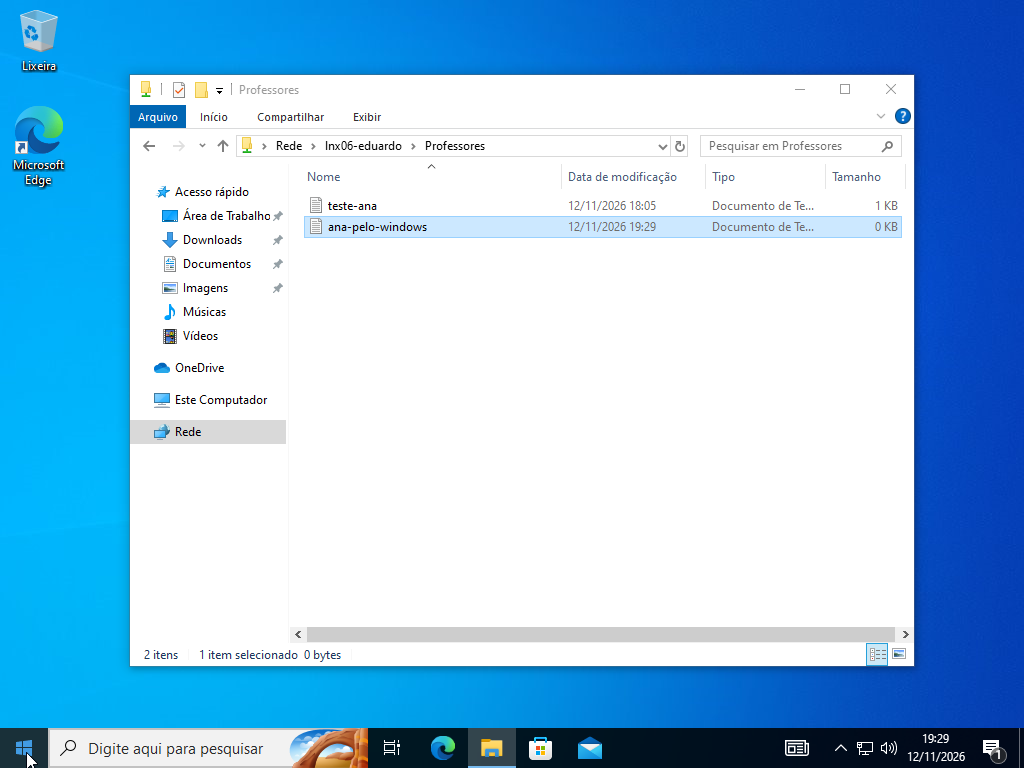 Lixeira
Microsoft
Edge
Professores
Arquivo
Início
Compartilhar
Exibir
Rede
lnx06-eduardo
Professores
Pesquisar em Professores
Nome
Data de modificação
Tipo
Tamanho
Acesso rápido
Área de Trabalho
Downloads
Documentos
Imagens
Músicas
Vídeos
OneDrive
Este Computador
Rede
teste-ana 12/11/2026 18:05 Documento de Te... 1 KB
ana-pelo-windows 12/11/2026 19:29 Documento de Te... 0 KB
2 itens
1 item selecionado 0 bytes
Digite aqui para pesquisar
19:29
12/11/2026
1